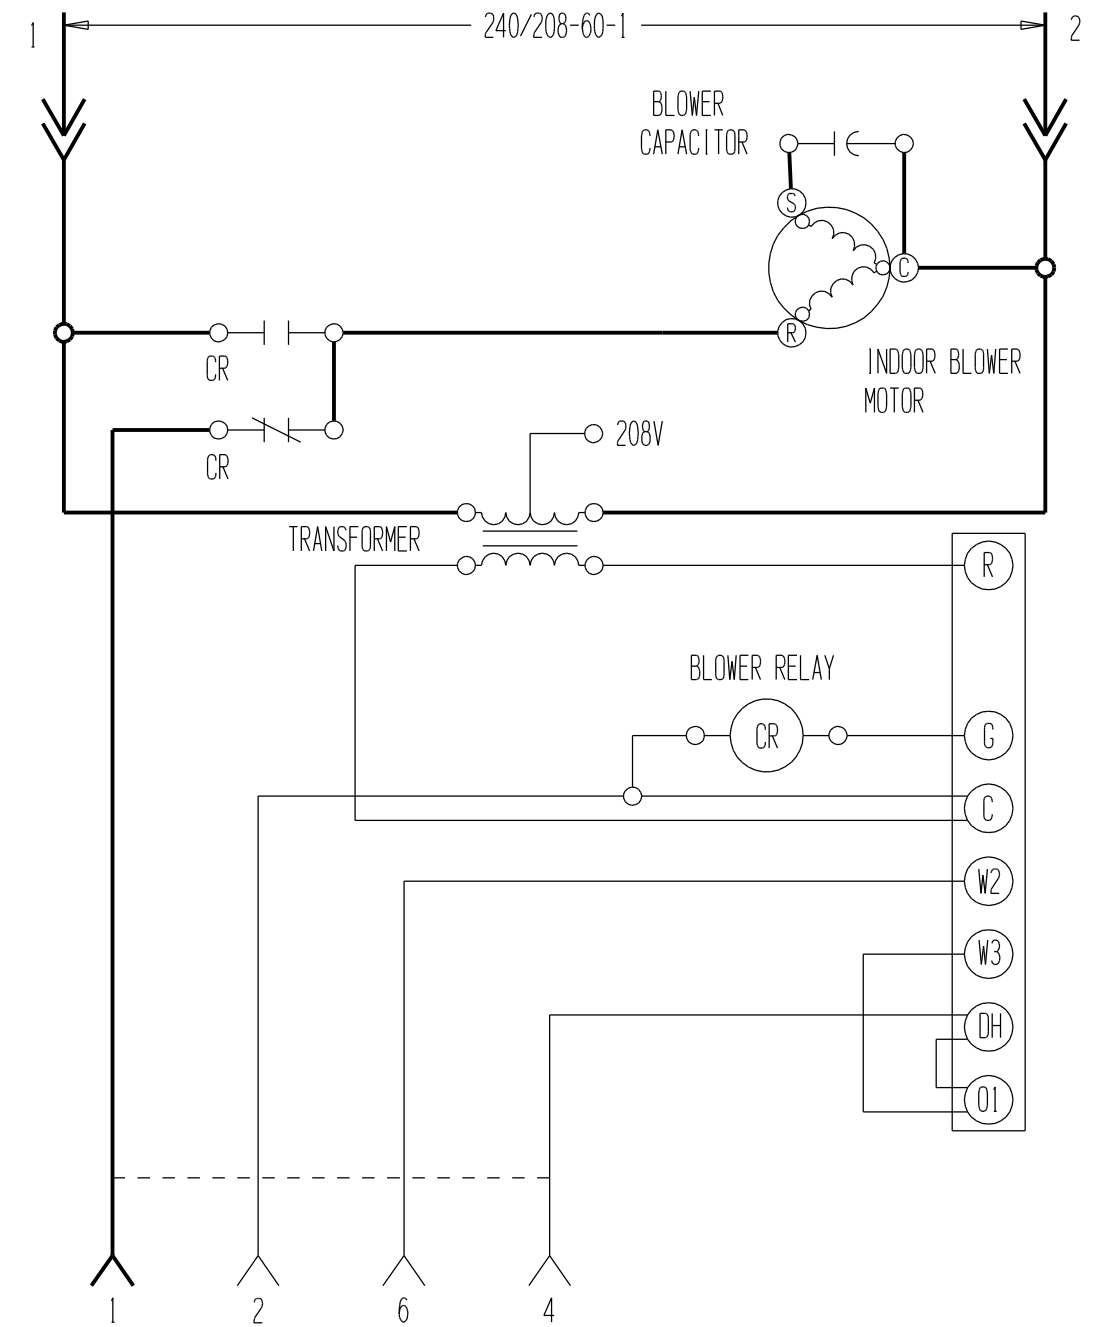 1
240/208-60-1
2
BLOWER
CAPACITOR
S
C
R
INDOOR BLOWER
MOTOR
CR
CR
208V
TRANSFORMER
R
BLOWER RELAY
CR
G
C
W2
W3
DH
O1
1
2
6
4